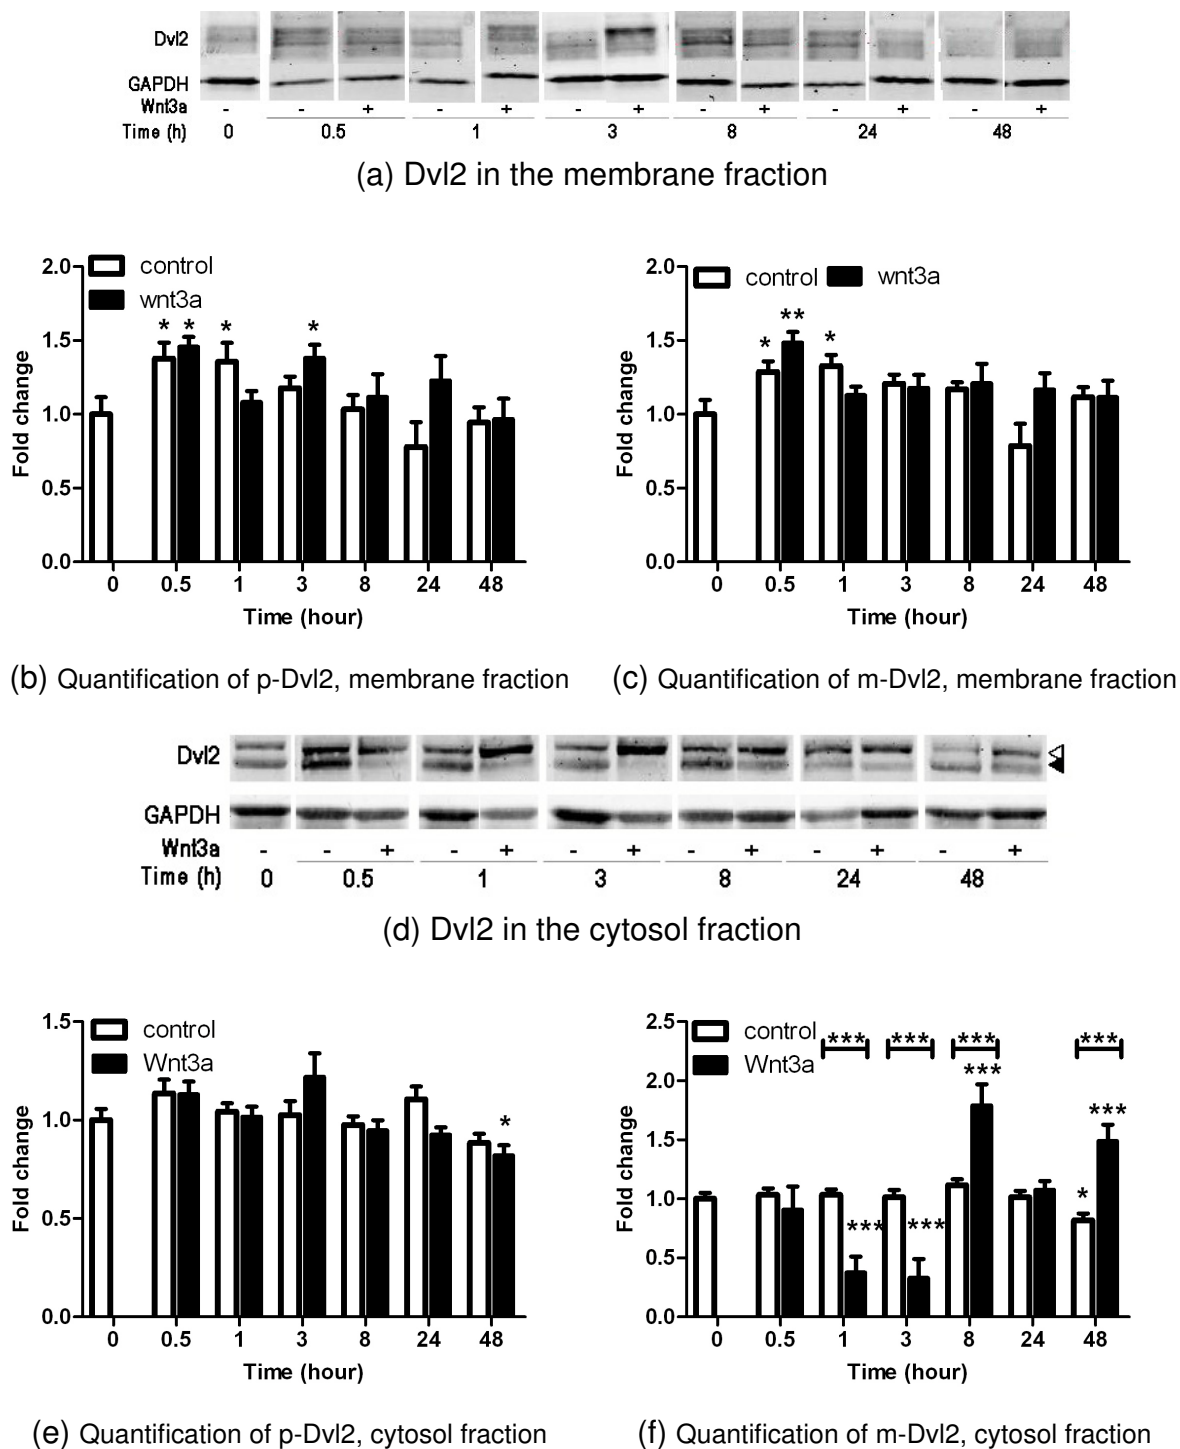 Dvl2
GAPDH
Wnt3a - - + - + - + - + - + - +
Time (h) 0 0.5 1 3 8 24 48
(a) Dvl2 in the membrane fraction
control
wnt3a
2.0
1.5
1.0
0.5
0.0
Fold change
* * * *
0 0.5 1 3 8 24 48
Time (hour)
(b) Quantification of p-Dvl2, membrane fraction
control wnt3a
2.0
1.5
1.0
0.5
0.0
Fold change
* ** *
0 0.5 1 3 8 24 48
Time (hour)
(c) Quantification of m-Dvl2, membrane fraction
Dvl2
GAPDH
Wnt3a - - + - + - + - + - + - +
Time (h) 0 0.5 1 3 8 24 48
(d) Dvl2 in the cytosol fraction
control
Wnt3a
1.5
1.0
0.5
0.0
Fold change
*
0 0.5 1 3 8 24 48
Time (hour)
(e) Quantification of p-Dvl2, cytosol fraction
control
Wnt3a
2.5
2.0
1.5
1.0
0.5
0.0
Fold change
*** *** *** ***
*** *** *** * ***
0 0.5 1 3 8 24 48
Time (hour)
(f) Quantification of m-Dvl2, cytosol fraction